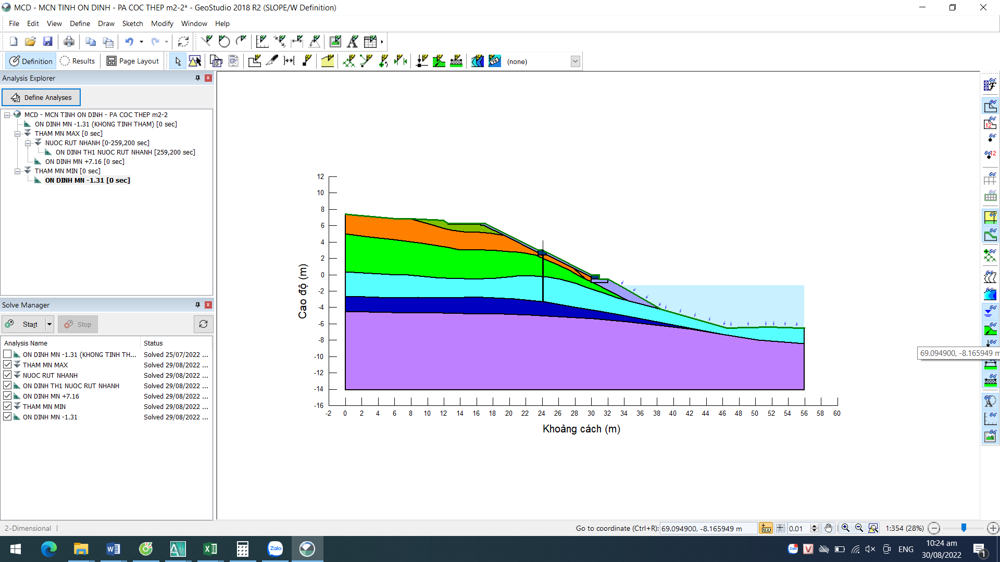 MCD - MCN TINH ON DINH - PA COC THEP m2-2* - GeoStudio 2018 R2 (SLOPE/W Definition)
File Edit View Define Draw Sketch Modify Window Help
Definition Results Page Layout (none)
Analysis Explorer
Define Analyses
MCD - MCN TINH ON DINH - PA COC THEP m2-2
ON DINH MN -1.31 (KHONG TINH THAM) [0 sec]
THAM MN MAX [0 sec]
NUOC RUT NHANH [0-259,200 sec]
ON DINH TH1 NUOC RUT NHANH [259,200 sec]
ON DINH MN +7.16 [0 sec]
THAM MN MIN [0 sec]
ON DINH MN -1.31 [0 sec]
Solve Manager
Start Stop
Analysis Name Status
ON DINH MN -1.31 (KHONG TINH TH... Solved 25/07/2022 ...
THAM MN MAX Solved 29/08/2022 ...
NUOC RUT NHANH Solved 29/08/2022 ...
ON DINH TH1 NUOC RUT NHANH Solved 29/08/2022 ...
ON DINH MN +7.16 Solved 29/08/2022 ...
THAM MN MIN Solved 29/08/2022 ...
ON DINH MN -1.31 Solved 29/08/2022 ...
12
10
8
6
4
2
0
-2
-4
-6
-8
-10
-12
-14
-16
Cao độ (m)
-2 0 2 4 6 8 10 12 14 16 18 20 22 24 26 28 30 32 34 36 38 40 42 44 46 48 50 52 54 56 58 60
Khoảng cách (m)
69.094900, -8.165949 m
12
12
2-Dimensional
Go to coordinate (Ctrl+R): 69.094900, -8.165949 m 0.01 1:354 (28%)
Zalo
ENG
10:24 am
30/08/2022
1